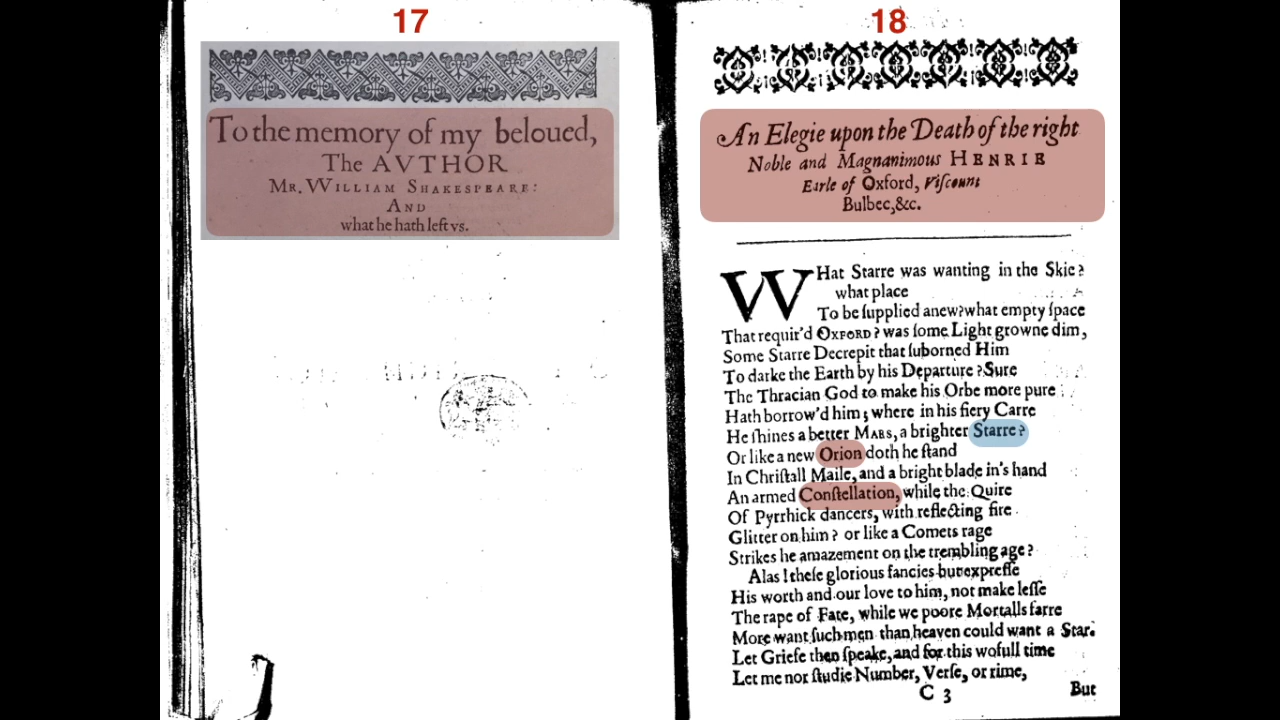 17
To the memory of my beloued,
The AVTHOR
MR. WILLIAM SHAKESPEARE:
AND
what he hath left vs.
18
An Elegie upon the Death of the right
Noble and Magnanimous HENRIE
Earle of Oxford, Viſcount
Bulbec, &c.
WHat Starre was wanting in the Skie?
what place
To be ſupplied anew? what empty ſpace
That requir'd OXFORD? was ſome Light growne dim,
Some Starre Decrepit that ſuborned Him
To darke the Earth by his Departure? Sure
The Thracian God to make his Orbe more pure
Hath borrow'd him; where in his fiery Carre
He ſhines a better MARS, a brighter Starre?
Or like a new Orion doth he ſtand
In Chriſtall Maile, and a bright blade in's hand
An armed Conſtellation, while the Quire
Of Pyrrhick dancers, with reflecting fire
Glitter on him? or like a Comets rage
Strikes he amazement on the trembling age?
Alas! theſe glorious fancies but expreſſe
His worth and our love to him, not make leſſe
The rape of Fate, while we poore Mortalls farre
More want ſuch men than heaven could want a Star.
Let Griefe then ſpeake, and for this wofull time
Let me not ſtudie Number, Verſe, or rime,
C 3
But